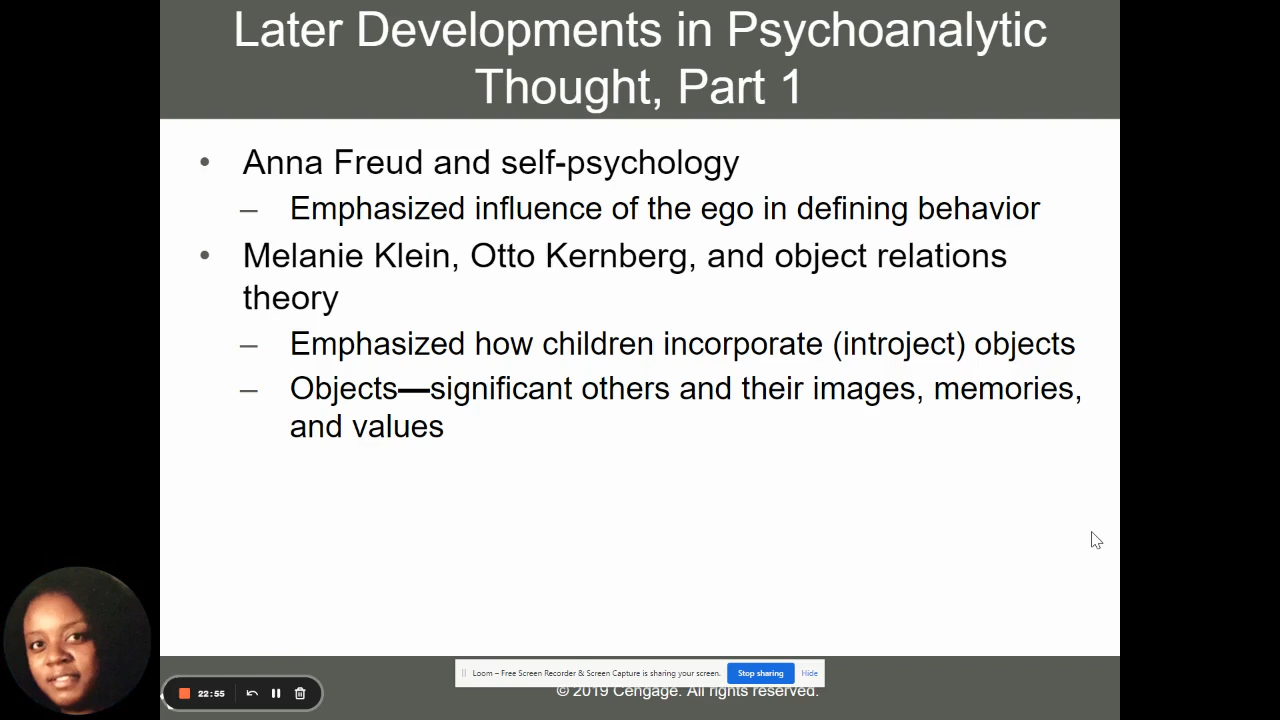 Later Developments in Psychoanalytic
Thought, Part 1
• Anna Freud and self-psychology
– Emphasized influence of the ego in defining behavior
• Melanie Klein, Otto Kernberg, and object relations
theory
– Emphasized how children incorporate (introject) objects
– Objects—significant others and their images, memories,
and values
Loom – Free Screen Recorder & Screen Capture is sharing your screen. Stop sharing Hide
22:55
© 2019 Cengage. All rights reserved.